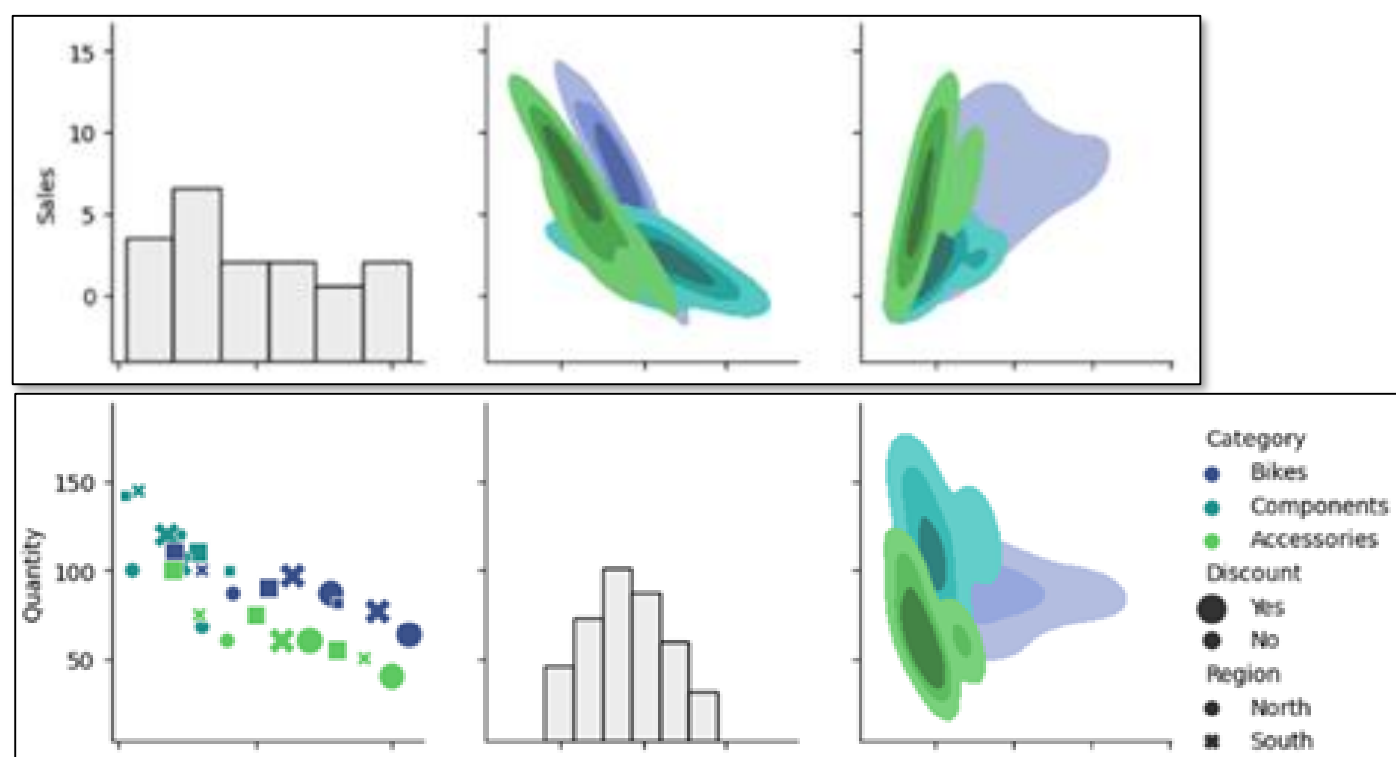 15
10
5
0
Sales
150
100
50
Quantity
Category
Bikes
Components
Accessories
Discount
Yes
No
Region
North
South